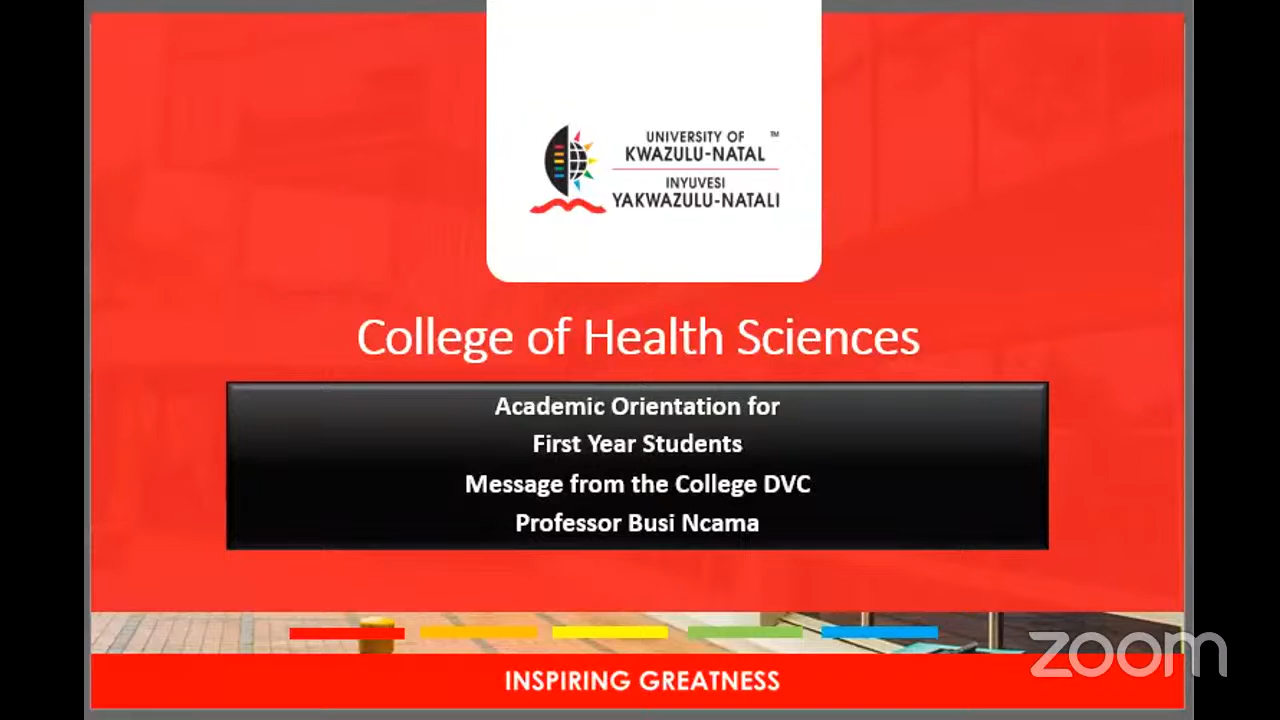 UNIVERSITY OF ™
KWAZULU-NATAL
INYUVESI
YAKWAZULU-NATALI
College of Health Sciences
Academic Orientation for
First Year Students
Message from the College DVC
Professor Busi Ncama
zoom
INSPIRING GREATNESS